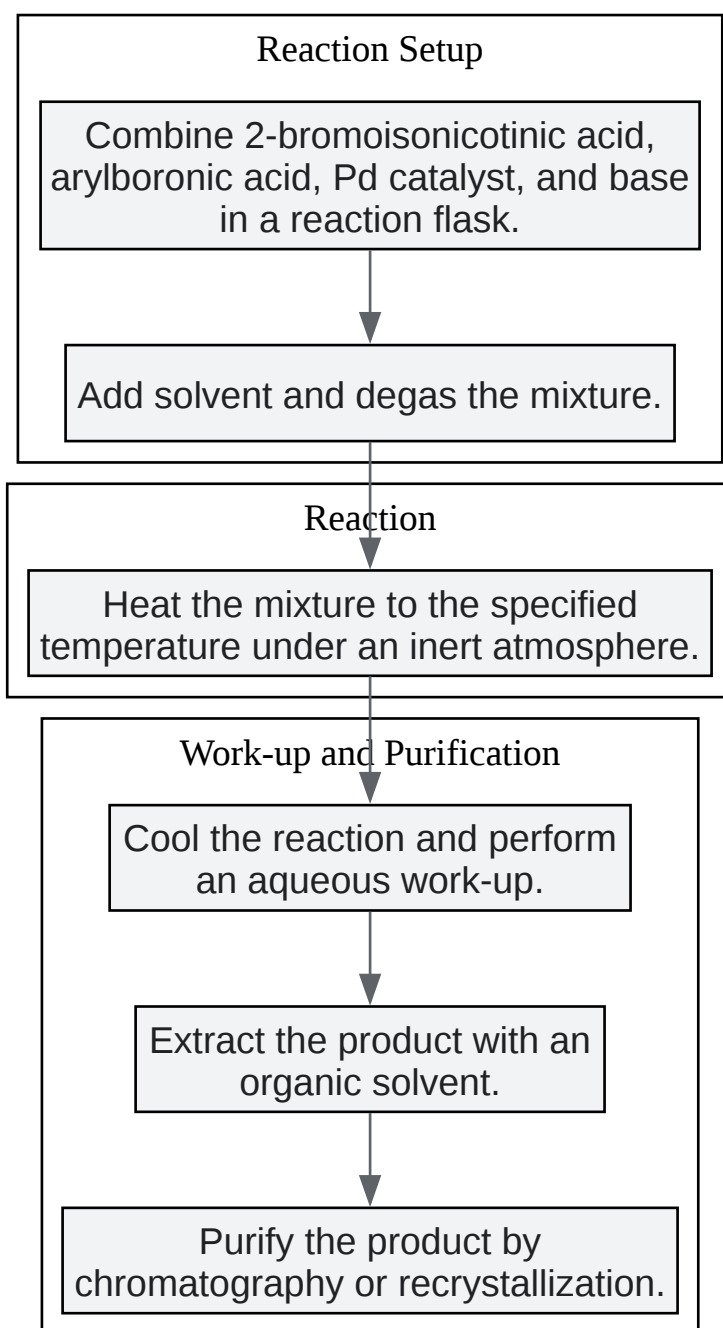 Reaction Setup
Combine 2-bromoisonicotinic acid,
arylboronic acid, Pd catalyst, and base
in a reaction flask.
Add solvent and degas the mixture.
Reaction
Heat the mixture to the specified
temperature under an inert atmosphere.
Work-up and Purification
Cool the reaction and perform
an aqueous work-up.
Extract the product with an
organic solvent.
Purify the product by
chromatography or recrystallization.